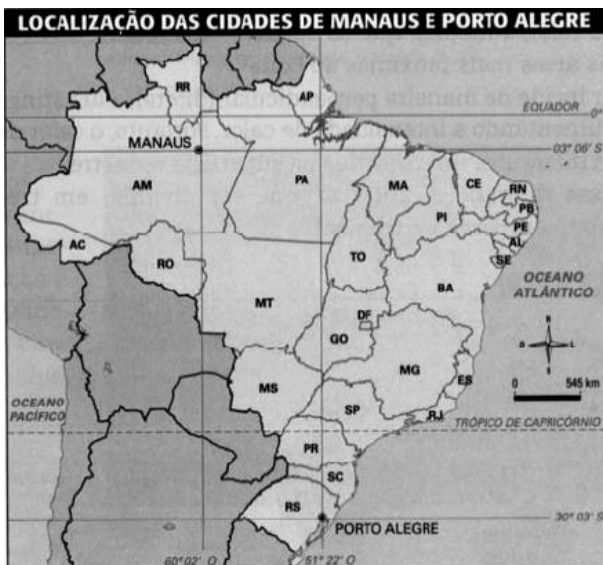 LOCALIZAÇÃO DAS CIDADES DE MANAUS E PORTO ALEGRE
RR
AP
EQUADOR
0°
MANAUS
03° 06' S
AM
PA
MA
CE
RN
PB
PE
AL
SE
PI
AC
RO
TO
BA
OCEANO
ATLÂNTICO
MT
DF
GO
MG
ES
MS
SP
RJ
OCEANO
PACÍFICO
N
O
L
S
0
545 km
TRÓPICO DE CAPRICÓRNIO
PR
SC
RS
PORTO ALEGRE
30° 03' S
60° 02' O
51° 22' O